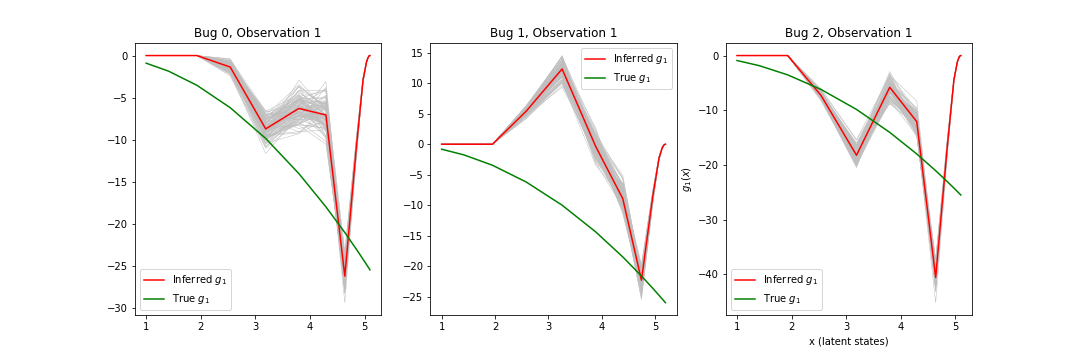 Bug 0, Observation 1
0
−5
−10
−15
−20
−25
−30
1 2 3 4 5
Inferred g₁
True g₁
Bug 1, Observation 1
15
10
5
0
−5
−10
−15
−20
−25
1 2 3 4 5
Inferred g₁
True g₁
Bug 2, Observation 1
g₁(x)
0
−10
−20
−30
−40
1 2 3 4 5
x (latent states)
Inferred g₁
True g₁